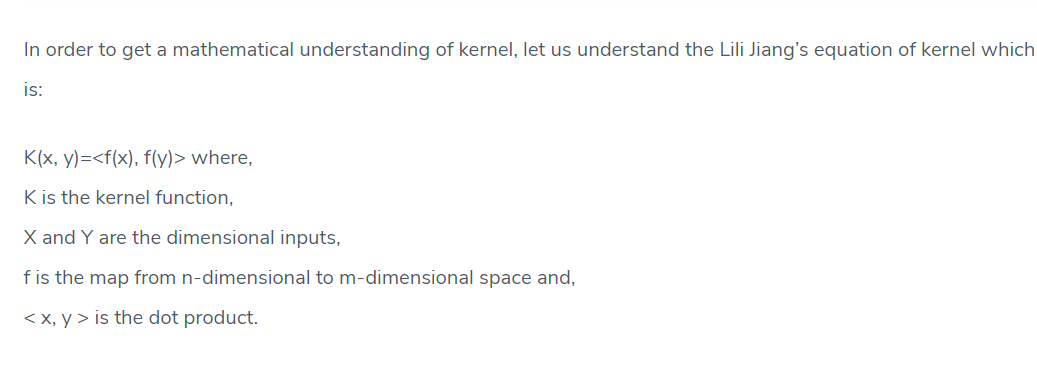 In order to get a mathematical understanding of kernel, let us understand the Lili Jiang’s equation of kernel which
is:
K(x, y)=<f(x), f(y)> where,
K is the kernel function,
X and Y are the dimensional inputs,
f is the map from n-dimensional to m-dimensional space and,
< x, y > is the dot product.